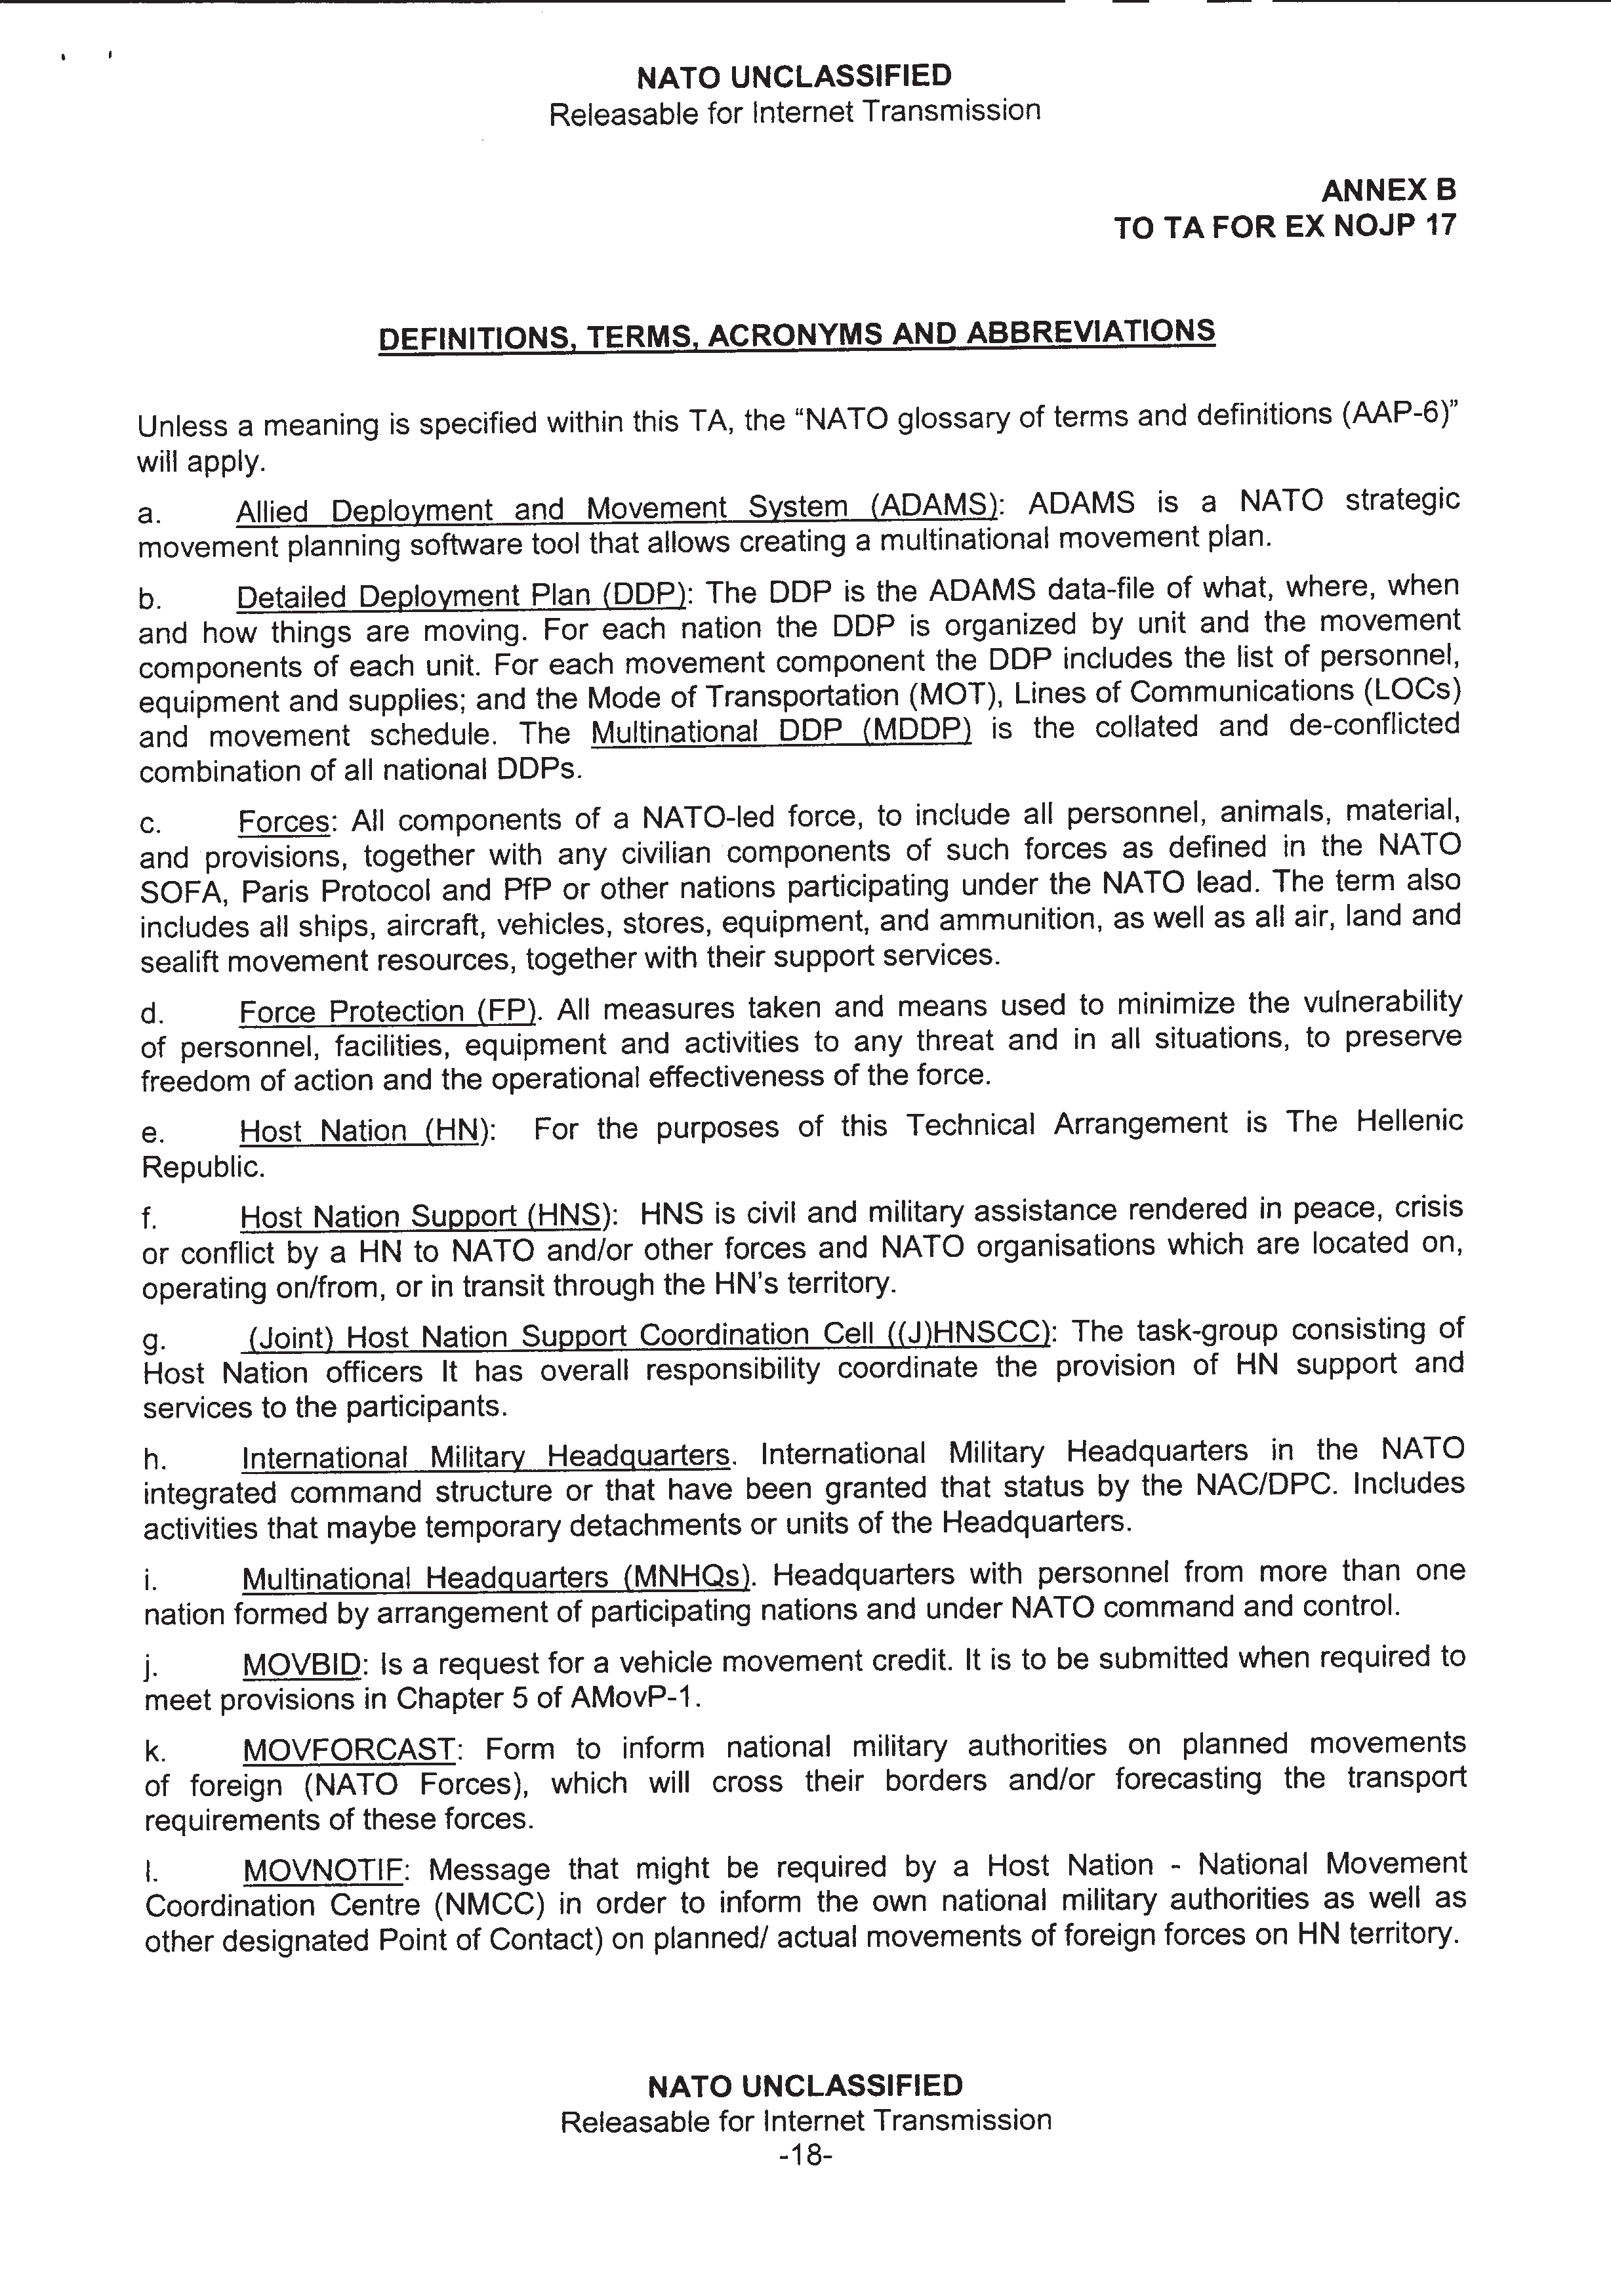 NATO UNCLASSIFIED
Releasable for Internet Transmission
ANNEX B
TO TA FOR EX NOJP 17
DEFINITIONS, TERMS, ACRONYMS AND ABBREVIATIONS
Unless a meaning is specified within this TA, the “NATO glossary of terms and definitions (AAP-6)”
will apply.
a. Allied Deployment and Movement System (ADAMS): ADAMS is a NATO strategic
movement planning software tool that allows creating a multinational movement plan.
b. Detailed Deployment Plan (DDP): The DDP is the ADAMS data-file of what, where, when
and how things are moving. For each nation the DDP is organized by unit and the movement
components of each unit. For each movement component the DDP includes the list of personnel,
equipment and supplies; and the Mode of Transportation (MOT), Lines of Communications (LOCs)
and movement schedule. The Multinational DDP (MDDP) is the collated and de-conflicted
combination of all national DDPs.
c. Forces: All components of a NATO-led force, to include all personnel, animals, material,
and provisions, together with any civilian components of such forces as defined in the NATO
SOFA, Paris Protocol and PfP or other nations participating under the NATO lead. The term also
includes all ships, aircraft, vehicles, stores, equipment, and ammunition, as well as all air, land and
sealift movement resources, together with their support services.
d. Force Protection (FP). All measures taken and means used to minimize the vulnerability
of personnel, facilities, equipment and activities to any threat and in all situations, to preserve
freedom of action and the operational effectiveness of the force.
e. Host Nation (HN): For the purposes of this Technical Arrangement is The Hellenic
Republic.
f. Host Nation Support (HNS): HNS is civil and military assistance rendered in peace, crisis
or conflict by a HN to NATO and/or other forces and NATO organisations which are located on,
operating on/from, or in transit through the HN’s territory.
g. (Joint) Host Nation Support Coordination Cell ((J)HNSCC): The task-group consisting of
Host Nation officers It has overall responsibility coordinate the provision of HN support and
services to the participants.
h. International Military Headquarters. International Military Headquarters in the NATO
integrated command structure or that have been granted that status by the NAC/DPC. Includes
activities that maybe temporary detachments or units of the Headquarters.
i. Multinational Headquarters (MNHQs). Headquarters with personnel from more than one
nation formed by arrangement of participating nations and under NATO command and control.
j. MOVBID: Is a request for a vehicle movement credit. It is to be submitted when required to
meet provisions in Chapter 5 of AMovP-1.
k. MOVFORCAST: Form to inform national military authorities on planned movements
of foreign (NATO Forces), which will cross their borders and/or forecasting the transport
requirements of these forces.
l. MOVNOTIF: Message that might be required by a Host Nation - National Movement
Coordination Centre (NMCC) in order to inform the own national military authorities as well as
other designated Point of Contact) on planned/ actual movements of foreign forces on HN territory.
NATO UNCLASSIFIED
Releasable for Internet Transmission
-18-